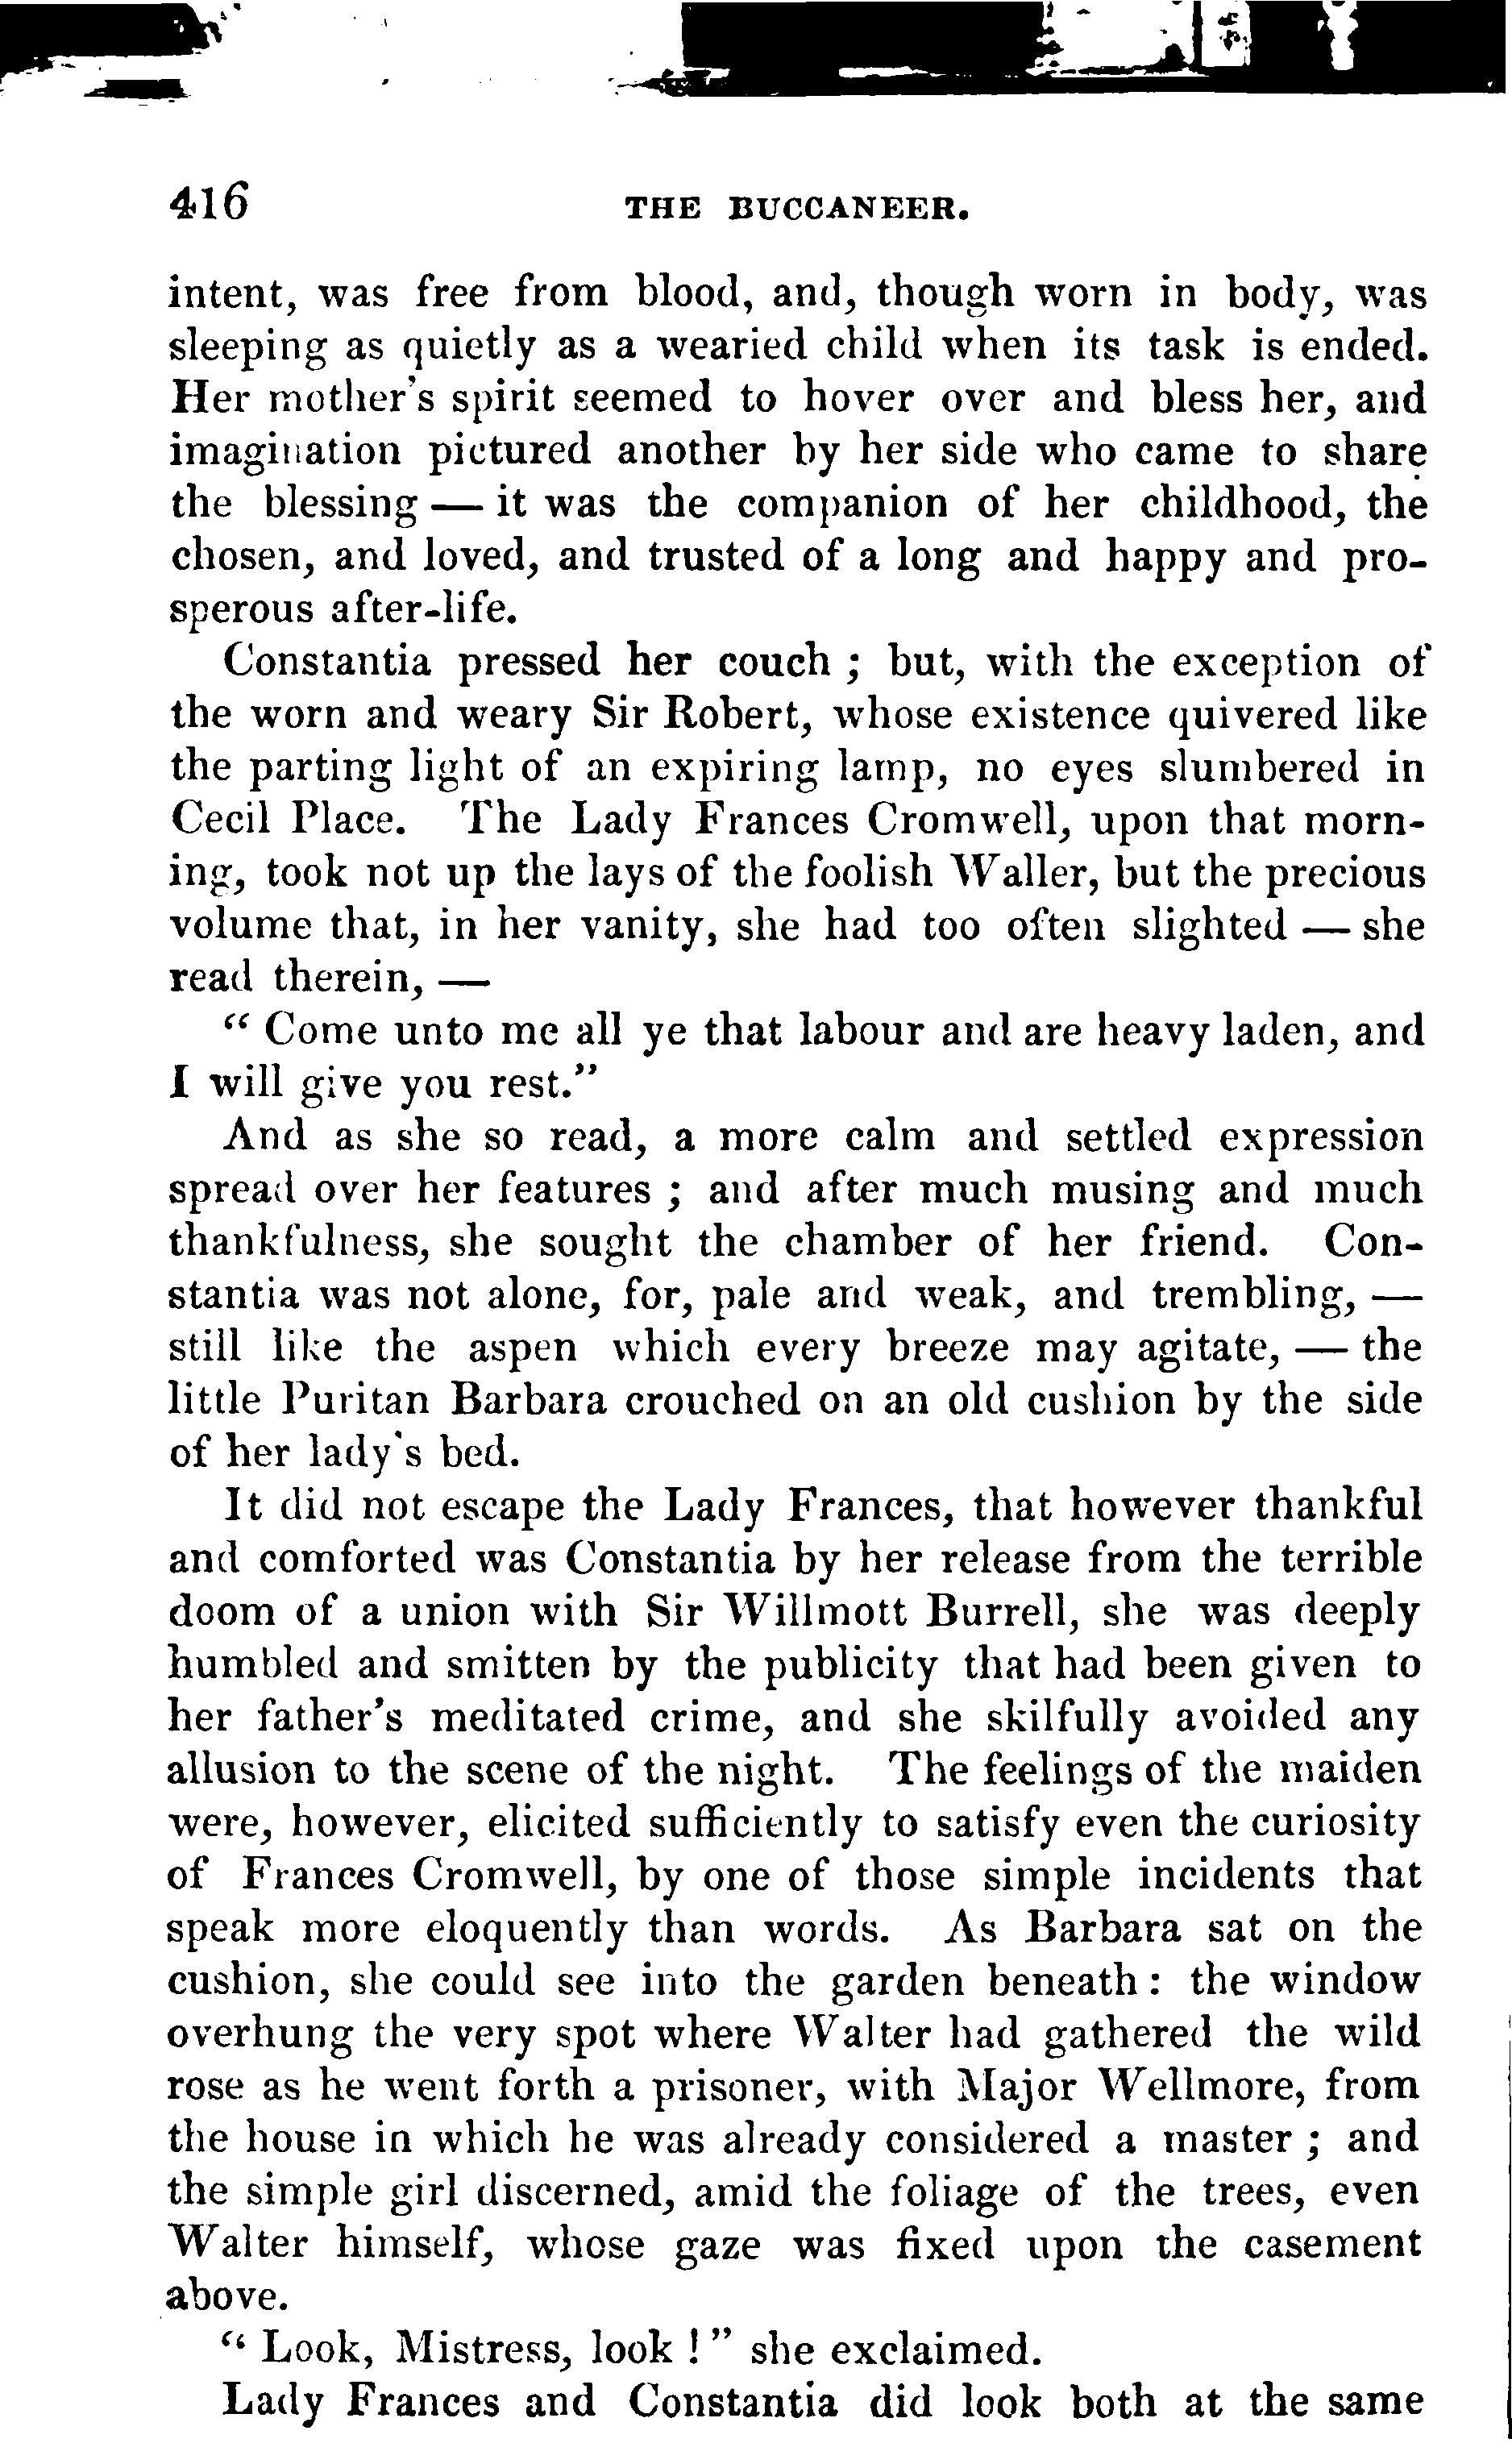 416 THE BUCCANEER.
intent, was free from blood, and, though worn in body, was
sleeping as quietly as a wearied child when its task is ended.
Her mother's spirit seemed to hover over and bless her, and
imagination pictured another by her side who came to share
the blessing — it was the companion of her childhood, the
chosen, and loved, and trusted of a long and happy and pro-
sperous after-life.
Constantia pressed her couch ; but, with the exception of
the worn and weary Sir Robert, whose existence quivered like
the parting light of an expiring lamp, no eyes slumbered in
Cecil Place. The Lady Frances Cromwell, upon that morn-
ing, took not up the lays of the foolish Waller, but the precious
volume that, in her vanity, she had too often slighted — she
read therein, —
“ Come unto me all ye that labour and are heavy laden, and
I will give you rest.”
And as she so read, a more calm and settled expression
spread over her features ; and after much musing and much
thankfulness, she sought the chamber of her friend. Con-
stantia was not alone, for, pale and weak, and trembling, —
still like the aspen which every breeze may agitate, — the
little Puritan Barbara crouched on an old cushion by the side
of her lady's bed.
It did not escape the Lady Frances, that however thankful
and comforted was Constantia by her release from the terrible
doom of a union with Sir Willmott Burrell, she was deeply
humbled and smitten by the publicity that had been given to
her father's meditated crime, and she skilfully avoided any
allusion to the scene of the night. The feelings of the maiden
were, however, elicited sufficiently to satisfy even the curiosity
of Frances Cromwell, by one of those simple incidents that
speak more eloquently than words. As Barbara sat on the
cushion, she could see into the garden beneath : the window
overhung the very spot where Walter had gathered the wild
rose as he went forth a prisoner, with Major Wellmore, from
the house in which he was already considered a master ; and
the simple girl discerned, amid the foliage of the trees, even
Walter himself, whose gaze was fixed upon the casement
above.
“ Look, Mistress, look ! ” she exclaimed.
Lady Frances and Constantia did look both at the same